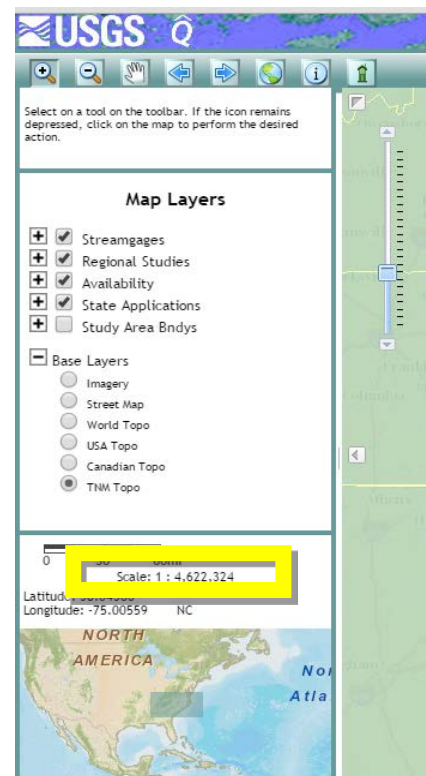 USGS Q̂
Select on a tool on the toolbar. If the icon remains
depressed, click on the map to perform the desired
action.
Map Layers
Streamgages
Regional Studies
Availability
State Applications
Study Area Bndys
Base Layers
Imagery
Street Map
World Topo
USA Topo
Canadian Topo
TNM Topo
0
Scale: 1 : 4,622,324
Longitude: -75.00559 NC
NORTH
AMERICA